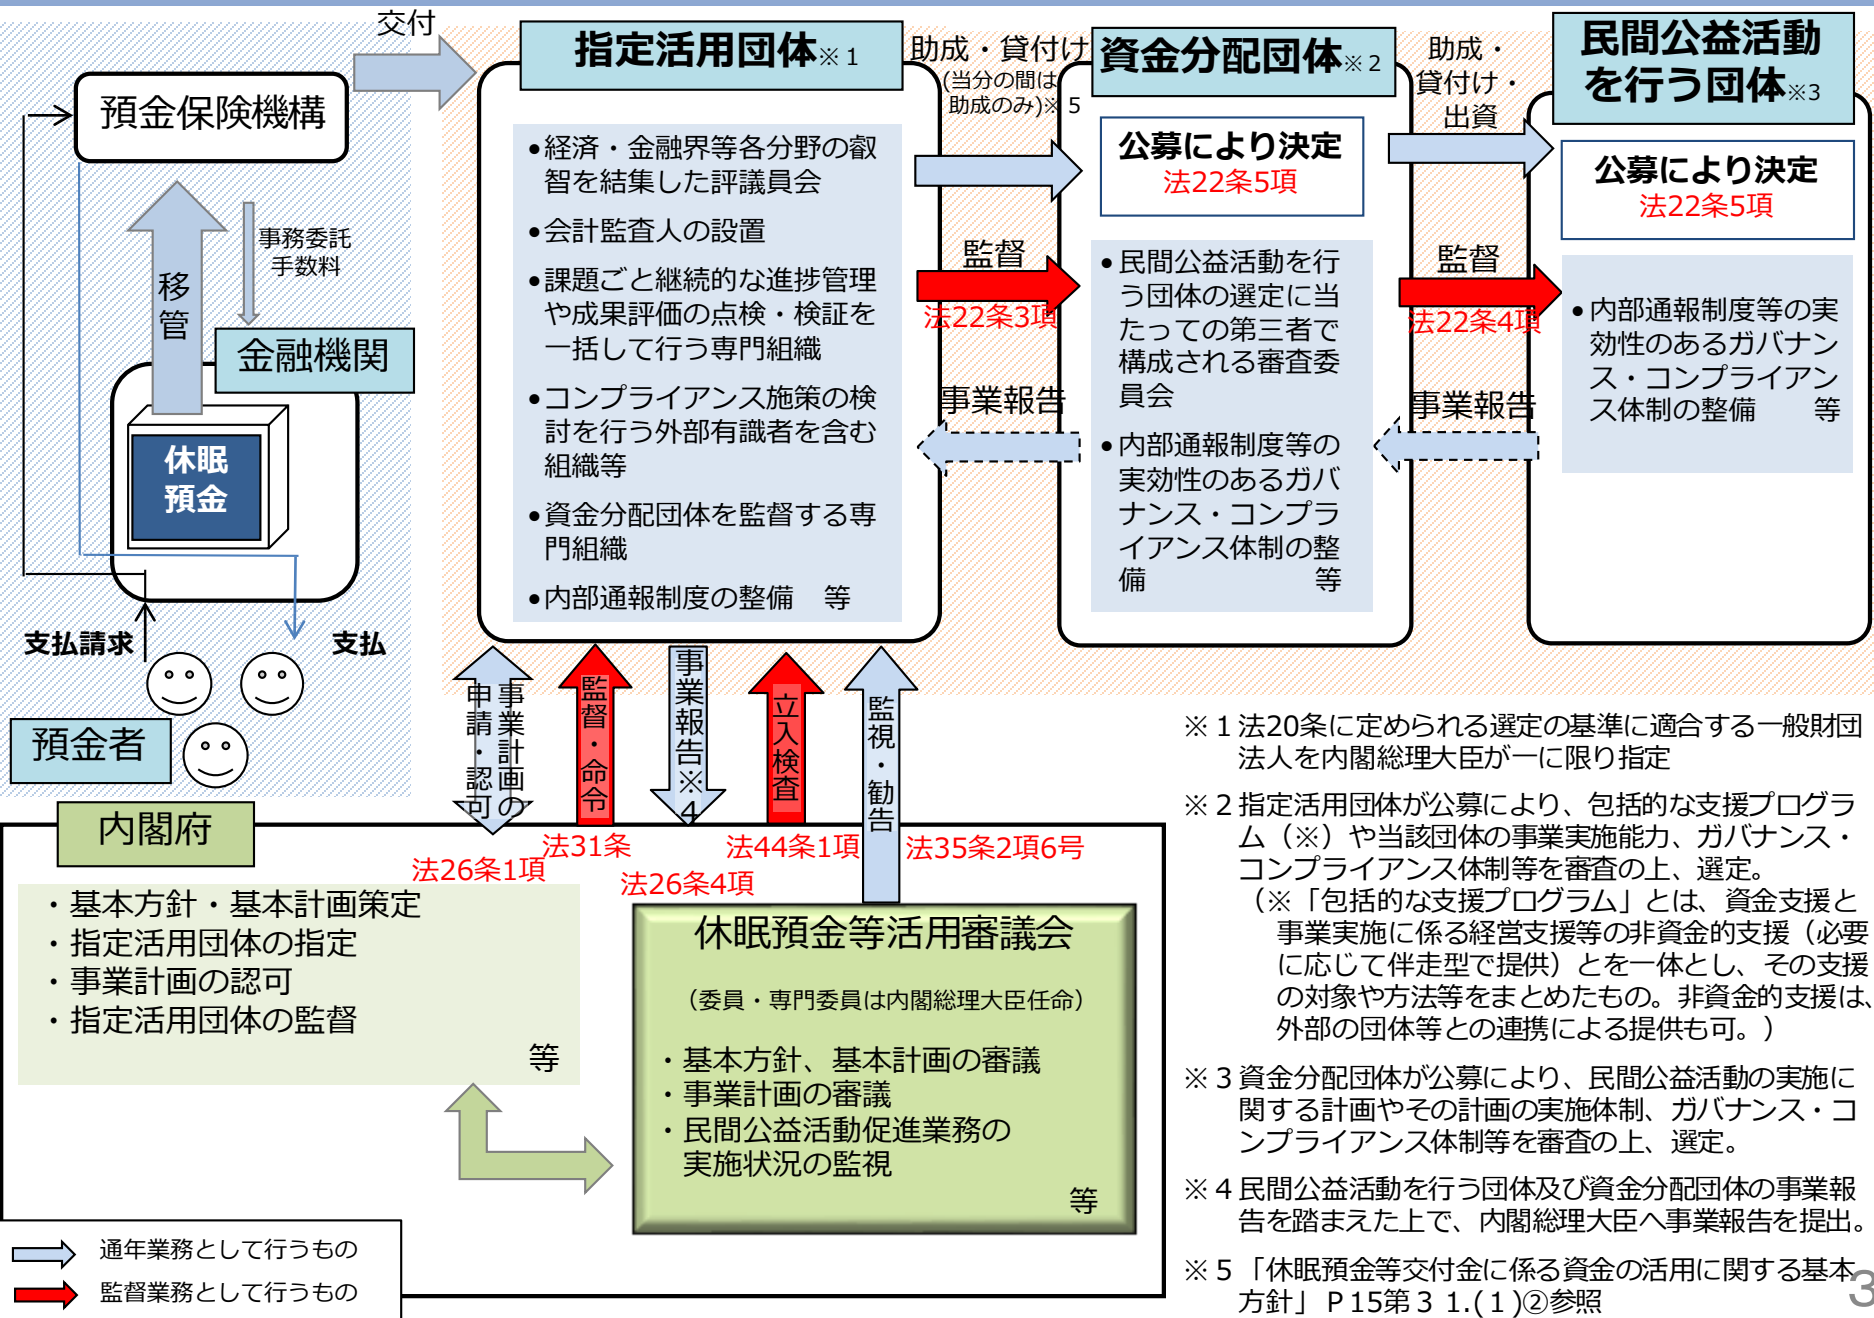 交付
預金保険機構
移管
事務委託
手数料
金融機関
休眠
預金
支払請求
支払
預金者
指定活用団体※１
•経済・金融界等各分野の叡
智を結集した評議員会
•会計監査人の設置
•課題ごと継続的な進捗管理
や成果評価の点検・検証を
一括して行う専門組織
•コンプライアンス施策の検
討を行う外部有識者を含む
組織等
•資金分配団体を監督する専
門組織
•内部通報制度の整備　等
助成・貸付け
(当分の間は
助成のみ)※５
監督
法22条3項
事業報告
資金分配団体※２
公募により決定
法22条5項
•民間公益活動を行
う団体の選定に当
たっての第三者で
構成される審査委
員会
•内部通報制度等の
実効性のあるガバ
ナンス・コンプラ
イアンス体制の整
備　　　　　等
助成・
貸付け・
出資
監督
法22条4項
事業報告
民間公益活動
を行う団体※3
公募により決定
法22条5項
•内部通報制度等の実
効性のあるガバナン
ス・コンプライアン
ス体制の整備　　等
事業計画の
申請・認可
監督・命令
事業報告※４
立入検査
監視・勧告
法26条1項
法31条
法26条4項
法44条1項
法35条2項6号
内閣府
・基本方針・基本計画策定
・指定活用団体の指定
・事業計画の認可
・指定活用団体の監督
等
休眠預金等活用審議会
（委員・専門委員は内閣総理大臣任命）
・基本方針、基本計画の審議
・事業計画の審議
・民間公益活動促進業務の
実施状況の監視
等
通年業務として行うもの
監督業務として行うもの
※１法20条に定められる選定の基準に適合する一般財団
法人を内閣総理大臣が一に限り指定
※２指定活用団体が公募により、包括的な支援プログラ
ム（※）や当該団体の事業実施能力、ガバナンス・
コンプライアンス体制等を審査の上、選定。
（※「包括的な支援プログラム」とは、資金支援と
事業実施に係る経営支援等の非資金的支援（必要
に応じて伴走型で提供）とを一体とし、その支援
の対象や方法等をまとめたもの。非資金的支援は、
外部の団体等との連携による提供も可。）
※３資金分配団体が公募により、民間公益活動の実施に
関する計画やその計画の実施体制、ガバナンス・コ
ンプライアンス体制等を審査の上、選定。
※４民間公益活動を行う団体及び資金分配団体の事業報
告を踏まえた上で、内閣総理大臣へ事業報告を提出。
※５「休眠預金等交付金に係る資金の活用に関する基本
方針」Ｐ15第３ 1.(１)②参照
3